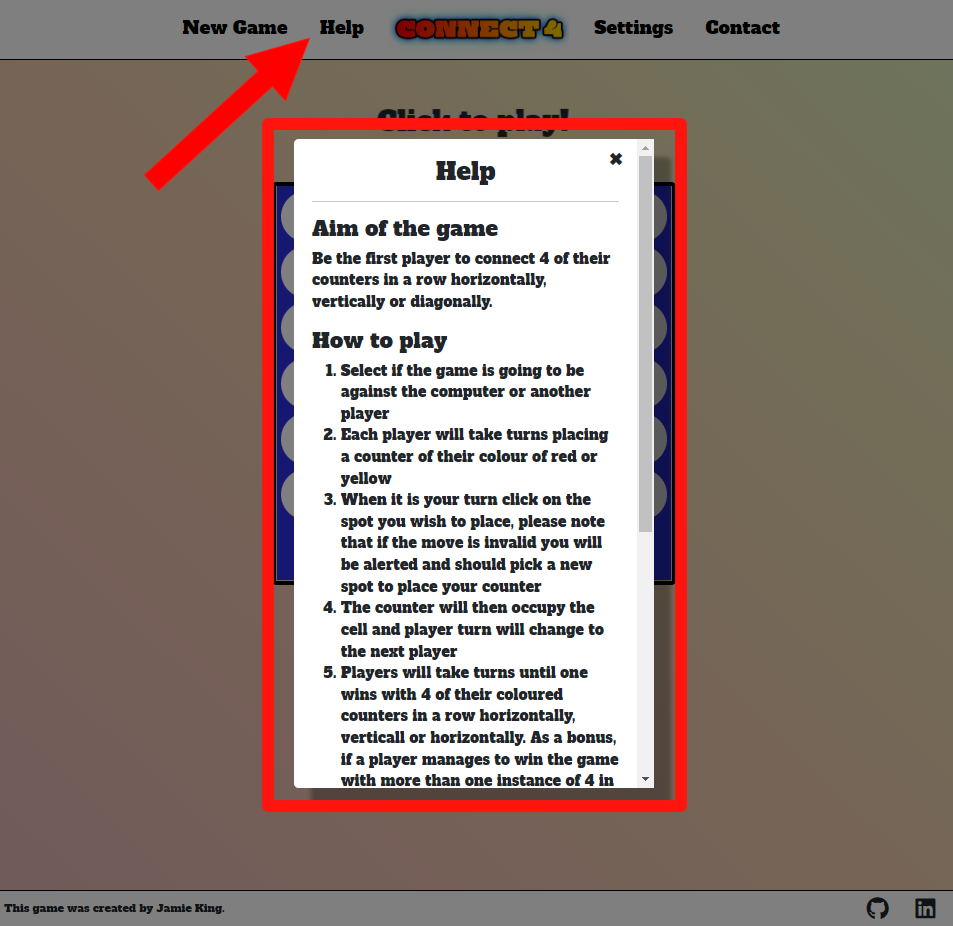 New Game Help CONNECT 4 Settings Contact
Click to play!
Help
Aim of the game
Be the first player to connect 4 of their
counters in a row horizontally,
vertically or diagonally.
How to play
1. Select if the game is going to be
against the computer or another
player
2. Each player will take turns placing
a counter of their colour of red or
yellow
3. When it is your turn click on the
spot you wish to place, please note
that if the move is invalid you will
be alerted and should pick a new
spot to place your counter
4. The counter will then occupy the
cell and player turn will change to
the next player
5. Players will take turns until one
wins with 4 of their coloured
counters in a row horizontally,
verticall or horizontally. As a bonus,
if a player manages to win the game
with more than one instance of 4 in
This game was created by Jamie King.
in